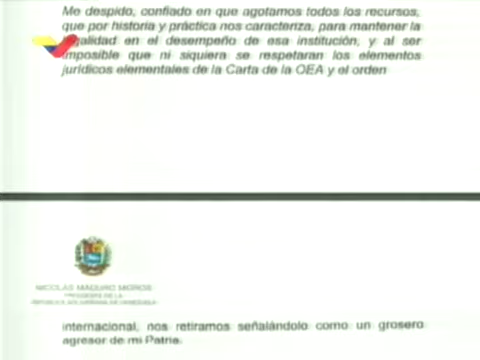 Me despido, confiado en que agotamos todos los recursos,
que por historia y práctica nos caracteriza, para mantener la
legalidad en el desempeño de esa institución, y al ser
imposible que ni siquiera se respetaran los elementos
jurídicos elementales de la Carta de la OEA y el orden
NICOLAS MADURO MOROS
PRESIDENTE DE LA
REPUBLICA BOLIVARIANA DE VENEZUELA
internacional, nos retiramos señalándolo como un grosero
agresor de mi Patria.